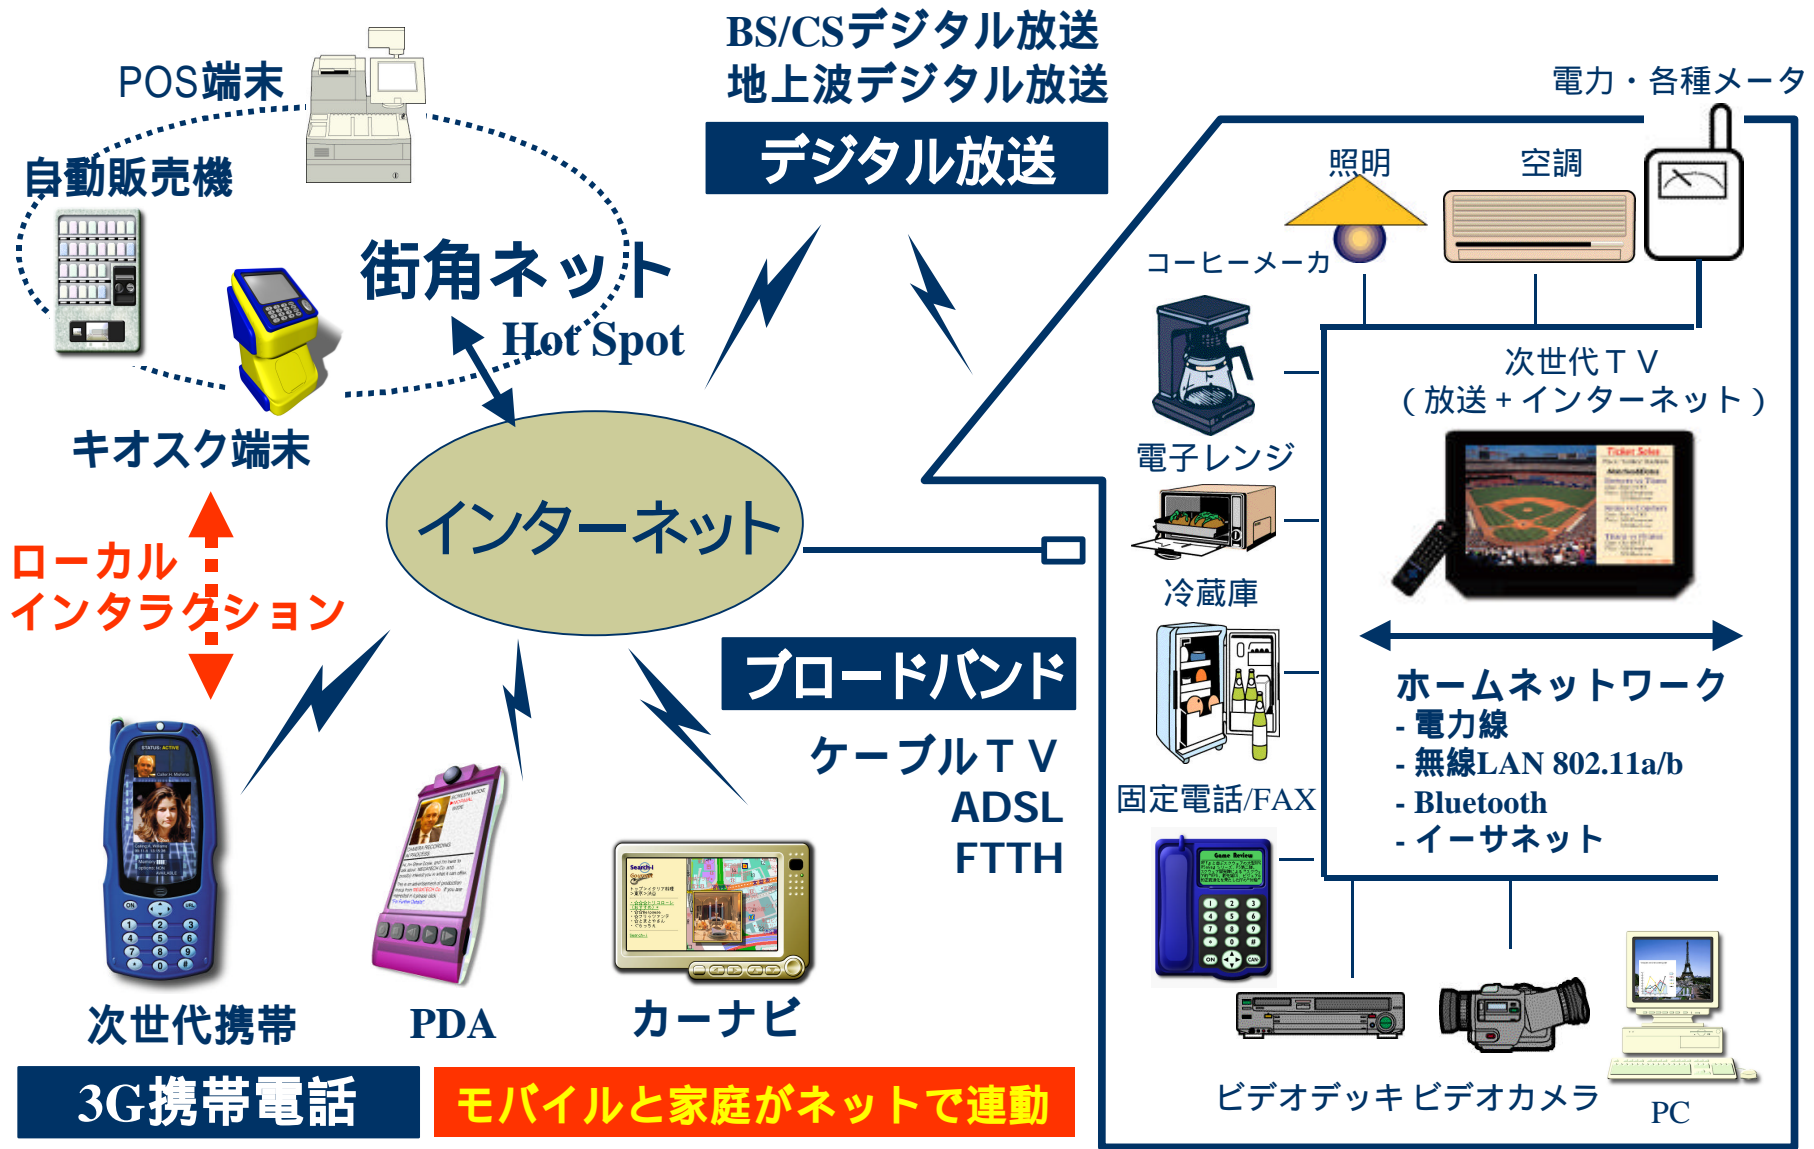 BS/CSデジタル放送
地上波デジタル放送
デジタル放送
POS端末
自動販売機
街角ネット
Hot Spot
キオスク端末
ローカル
インタラクション
インターネット
ブロードバンド
ケーブルTV
ADSL
FTTH
次世代携帯
PDA
カーナビ
3G携帯電話
モバイルと家庭がネットで連動
電力・各種メータ
照明
空調
コーヒーメーカ
電子レンジ
冷蔵庫
固定電話/FAX
次世代TV
（放送+インターネット）
Ticket Sales
ホームネットワーク
- 電力線
- 無線LAN 802.11a/b
- Bluetooth
- イーサネット
Game Review
STATUS: ACTIVE
Search-i
ビデオデッキ
ビデオカメラ
PC